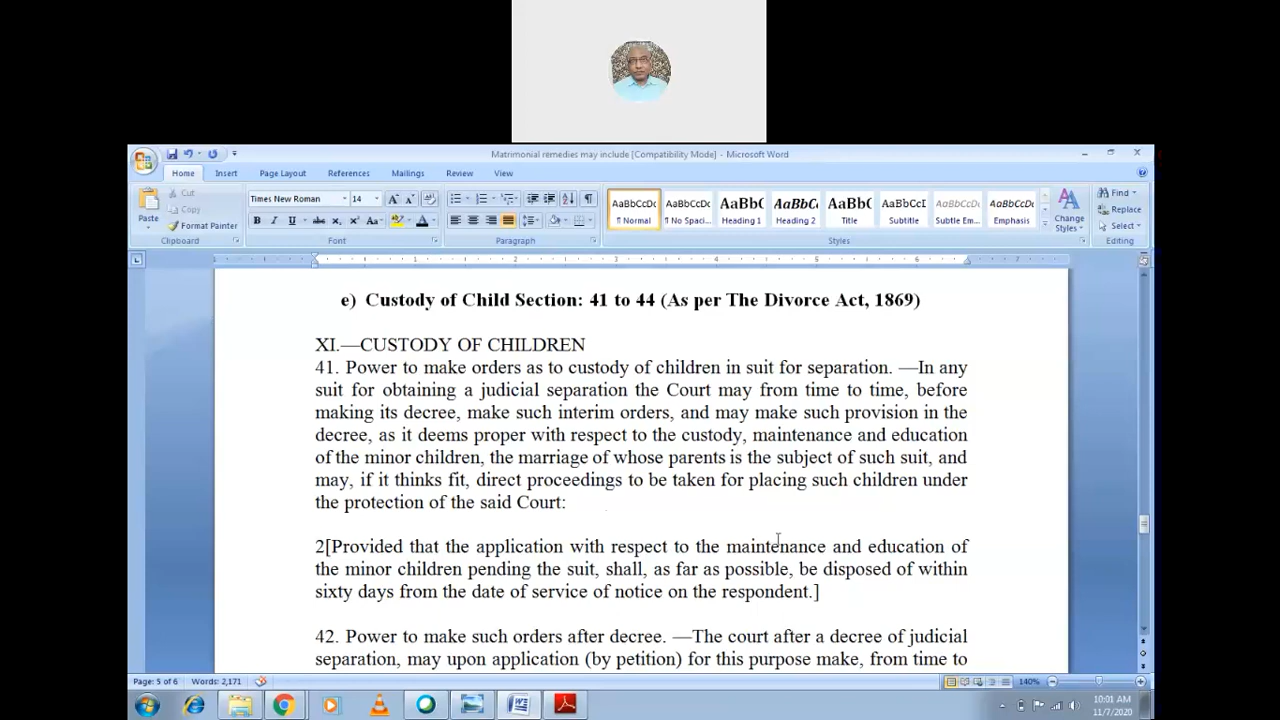 Matrimonial remedies may include [Compatibility Mode] - Microsoft Word
Home Insert Page Layout References Mailings Review View
Paste
Cut
Copy
Format Painter
Clipboard
Times New Roman 14
Font
Paragraph
AaBbCcDc AaBbCcDc AaBbC AaBbCc AaBbC AaBbCcDc AaBbCcDc AaBbCcDc
¶ Normal ¶ No Spaci... Heading 1 Heading 2 Title Subtitle Subtle Em... Emphasis
Change Styles
Styles
Find
Replace
Select
Editing
e) Custody of Child Section: 41 to 44 (As per The Divorce Act, 1869)
XI.—CUSTODY OF CHILDREN
41. Power to make orders as to custody of children in suit for separation. —In any
suit for obtaining a judicial separation the Court may from time to time, before
making its decree, make such interim orders, and may make such provision in the
decree, as it deems proper with respect to the custody, maintenance and education
of the minor children, the marriage of whose parents is the subject of such suit, and
may, if it thinks fit, direct proceedings to be taken for placing such children under
the protection of the said Court:
2[Provided that the application with respect to the maintenance and education of
the minor children pending the suit, shall, as far as possible, be disposed of within
sixty days from the date of service of notice on the respondent.]
42. Power to make such orders after decree. —The court after a decree of judicial
separation, may upon application (by petition) for this purpose make, from time to
Page: 5 of 6 Words: 2,171 140%
10:01 AM
11/7/2020